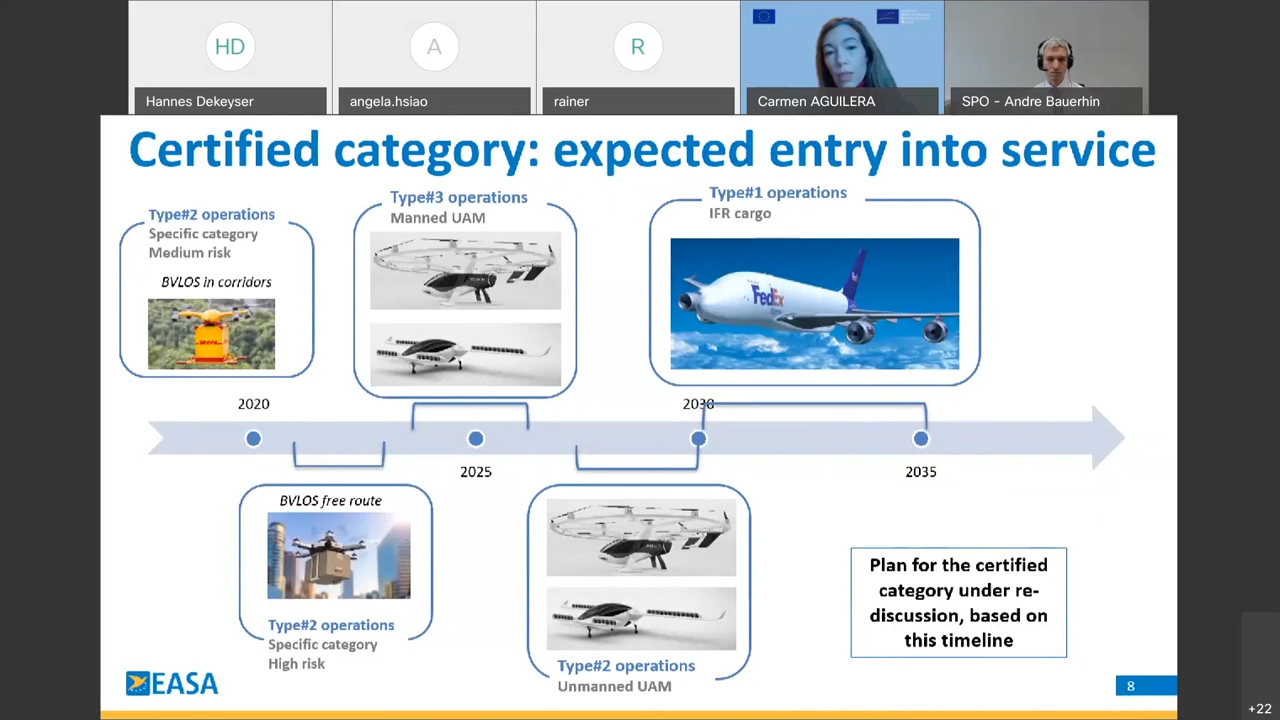 HD
A
R
Hannes Dekeyser
angela.hsiao
rainer
Carmen AGUILERA
SPO - Andre Bauerhin
Certified category: expected entry into service
Type#2 operations
Specific category
Medium risk
BVLOS in corridors
Type#3 operations
Manned UAM
Type#1 operations
IFR cargo
FedEx
2020
2025
2030
2035
BVLOS free route
Type#2 operations
Specific category
High risk
Type#2 operations
Unmanned UAM
Plan for the certified
category under re-
discussion, based on
this timeline
EASA
8
+22